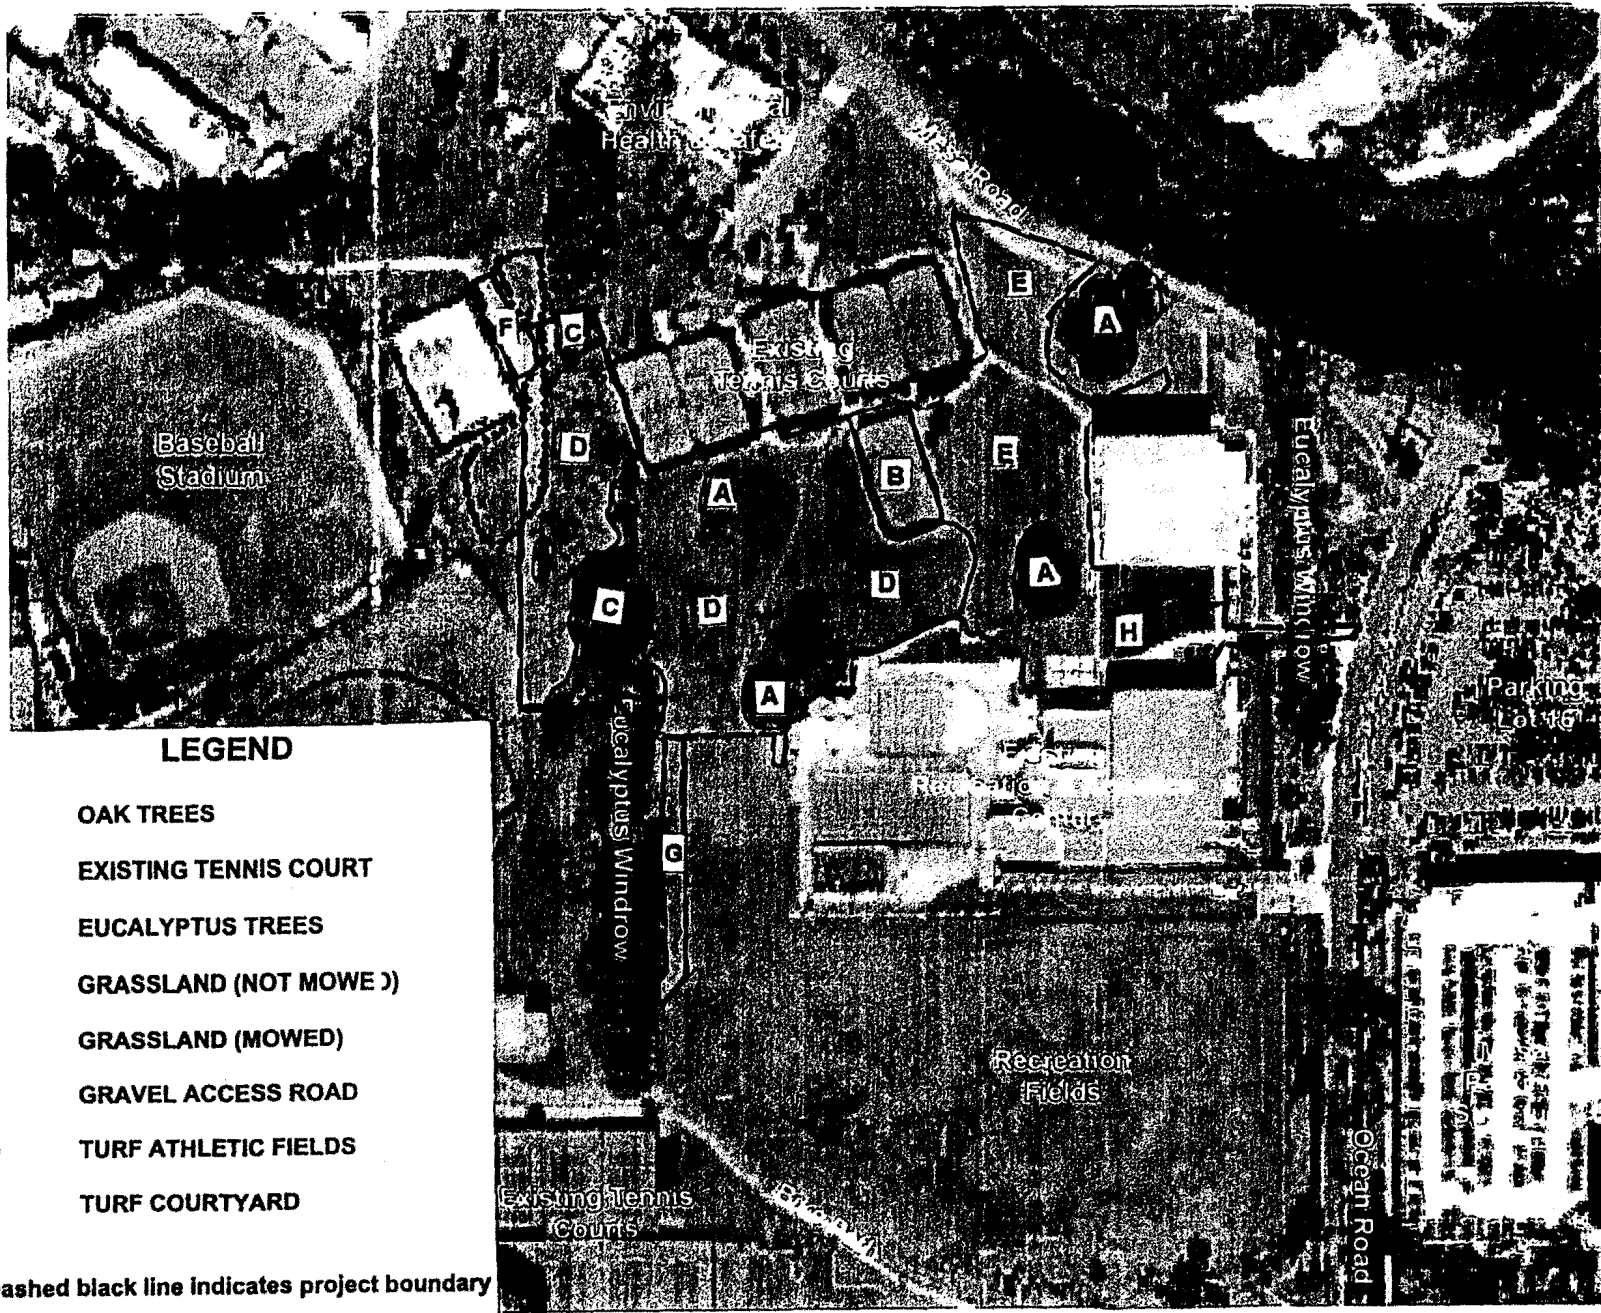 Health
Mesa Road
E
A
F
C
Existing
Tennis Courts
Baseball
Stadium
D
E
B
A
Eucalyptus Windrow
D
A
C
D
H
A
Parking
Lot 16
Eucalyptus Windrow
G
LEGEND
OAK TREES
EXISTING TENNIS COURT
EUCALYPTUS TREES
GRASSLAND (NOT MOWE )
GRASSLAND (MOWED)
GRAVEL ACCESS ROAD
TURF ATHLETIC FIELDS
TURF COURTYARD
ashed black line indicates project boundary
Recreation
Fields
Ocean Road
Existing Tennis
Courts